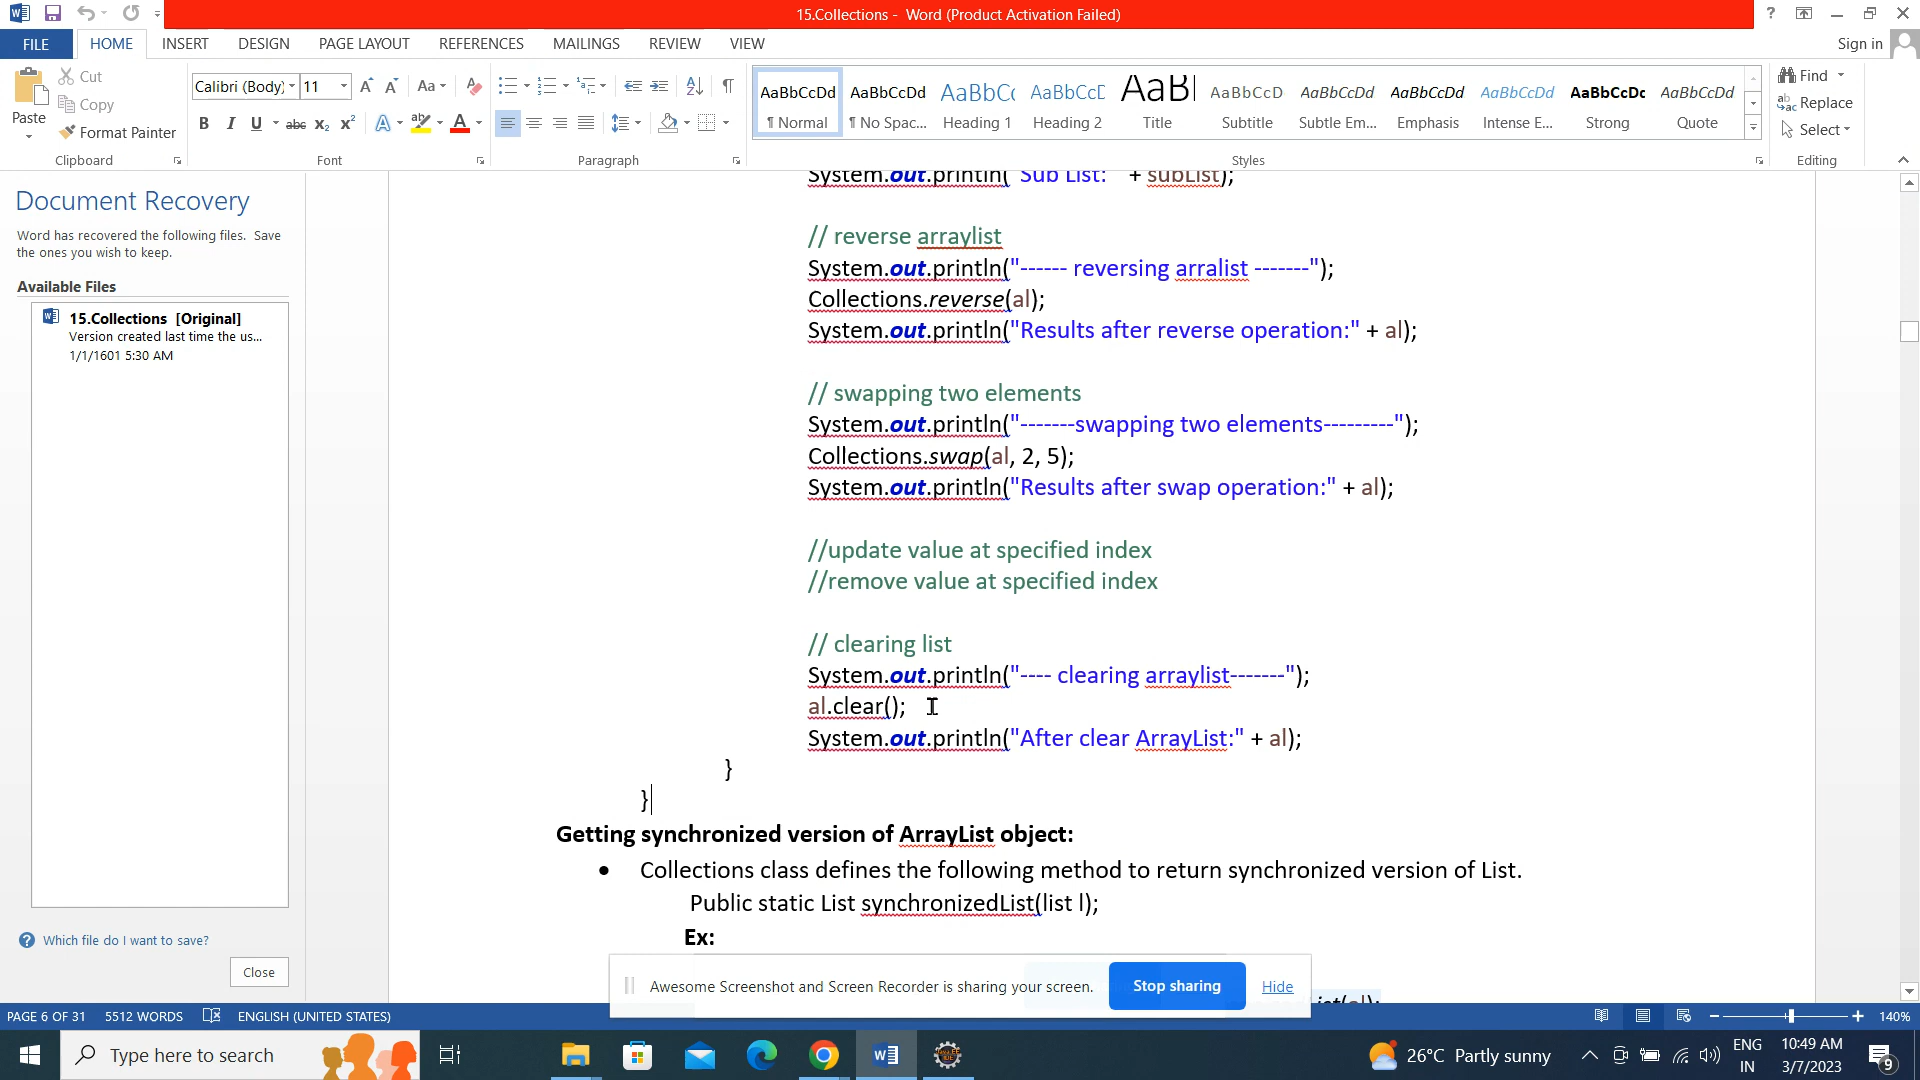 15.Collections - Word (Product Activation Failed)
FILE HOME INSERT DESIGN PAGE LAYOUT REFERENCES MAILINGS REVIEW VIEW
Sign in
Paste
Cut
Copy
Format Painter
Clipboard
Calibri (Body) 11
Font
Paragraph
AaBbCcDd AaBbCcDd AaBbCc AaBbCcE AaBl AaBbCcD AaBbCcDd AaBbCcDd AaBbCcDd AaBbCcDc AaBbCcDd
¶ Normal ¶ No Spac... Heading 1 Heading 2 Title Subtitle Subtle Em... Emphasis Intense E... Strong Quote
Styles
Find
Replace
Select
Editing
Document Recovery
Word has recovered the following files. Save
the ones you wish to keep.
Available Files
15.Collections [Original]
Version created last time the us...
1/1/1601 5:30 AM
Which file do I want to save?
Close
System.out.println("Sub List: " + subList);
// reverse arraylist
System.out.println("------ reversing arralist -------");
Collections.reverse(al);
System.out.println("Results after reverse operation:" + al);
// swapping two elements
System.out.println("-------swapping two elements---------");
Collections.swap(al, 2, 5);
System.out.println("Results after swap operation:" + al);
//update value at specified index
//remove value at specified index
// clearing list
System.out.println("---- clearing arraylist-------");
al.clear();
System.out.println("After clear ArrayList:" + al);
}
}
Getting synchronized version of ArrayList object:
• Collections class defines the following method to return synchronized version of List.
Public static List synchronizedList(list l);
Ex:
Awesome Screenshot and Screen Recorder is sharing your screen. Stop sharing Hide
PAGE 6 OF 31 5512 WORDS ENGLISH (UNITED STATES) 140%
Type here to search
26°C Partly sunny
ENG
IN
10:49 AM
3/7/2023
9